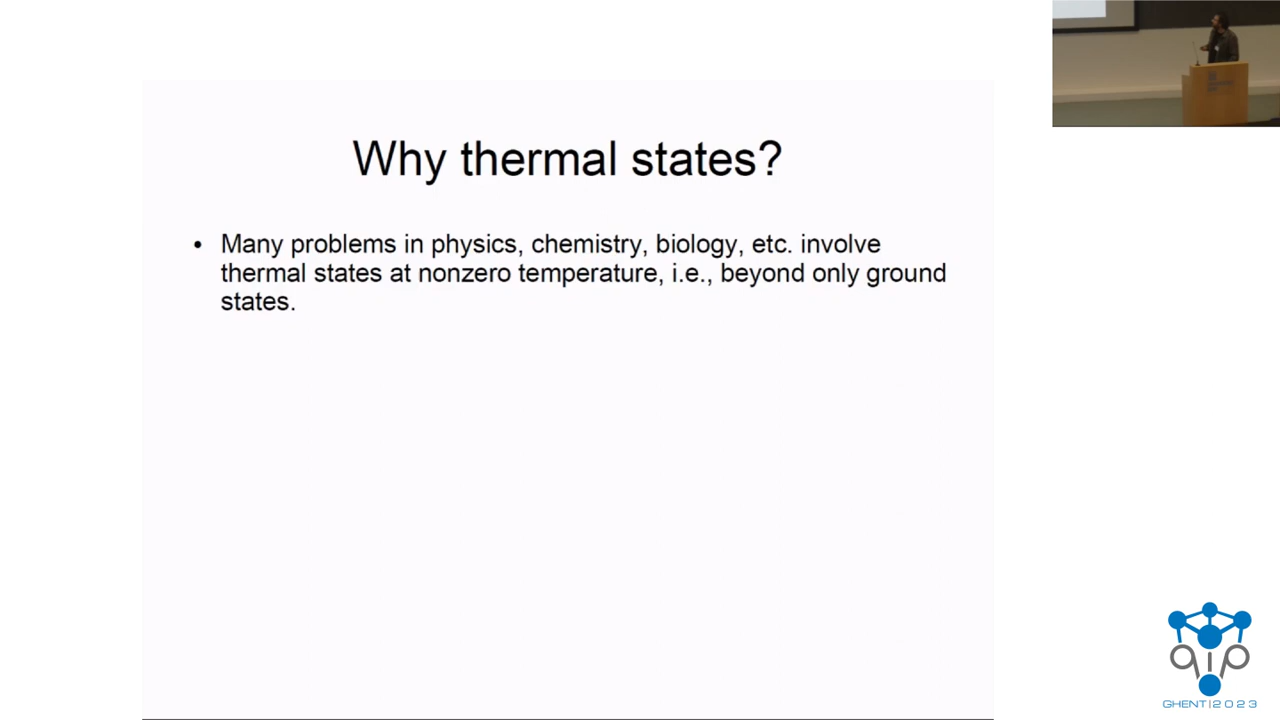 Why thermal states?
• Many problems in physics, chemistry, biology, etc. involve
thermal states at nonzero temperature, i.e., beyond only ground
states.
qip
GHENT|2023